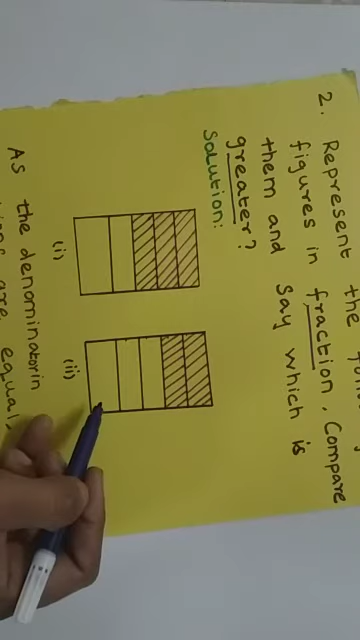 2. Represent the
figures in fraction. Compare
them and say which is
greater?
Solution:
(i) (ii)
As the denominator in
are equal,